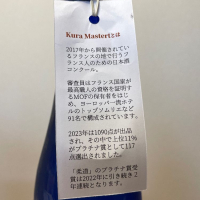 Kura Masterとは
2017年から開催されている
フランスの地で行うフラ
ンス人のための日本酒
コンクール。
審査員はフランス国家が
最高職人の資格を証明す
るMOFの保有者をはじ
め、ヨーロッパ一流ホテ
ルのトップソムリエなど
91名で構成されています。
2023年は1090点が出品
され、その中で上位11%
がプラチナ賞として117
点選出されました。
「柔道」のプラチナ賞受
賞は2022年に引き続き2
年連続となります。